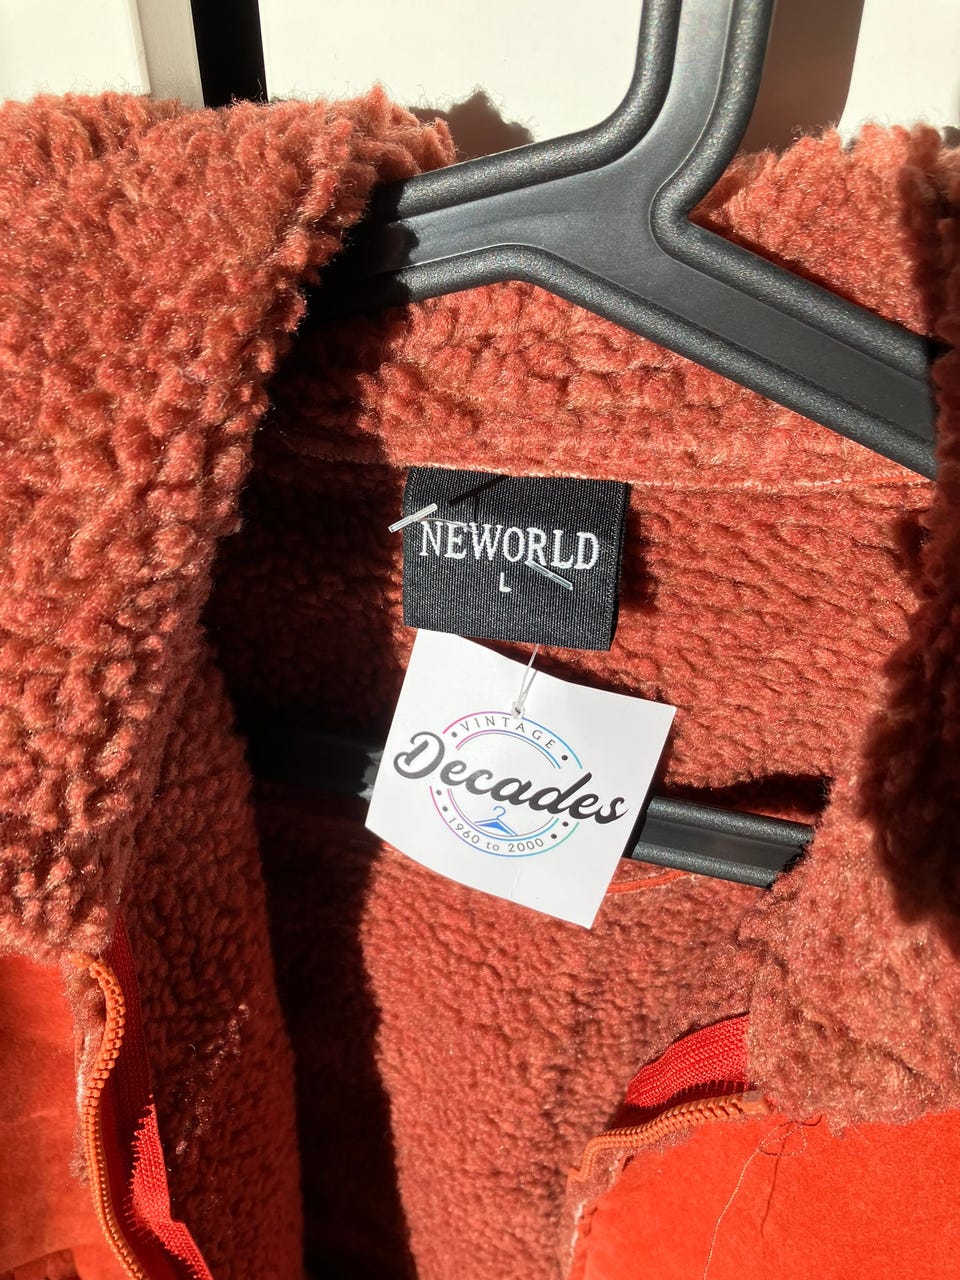 NEWORLD
L
VINTAGE
Decades
1960 to 2000